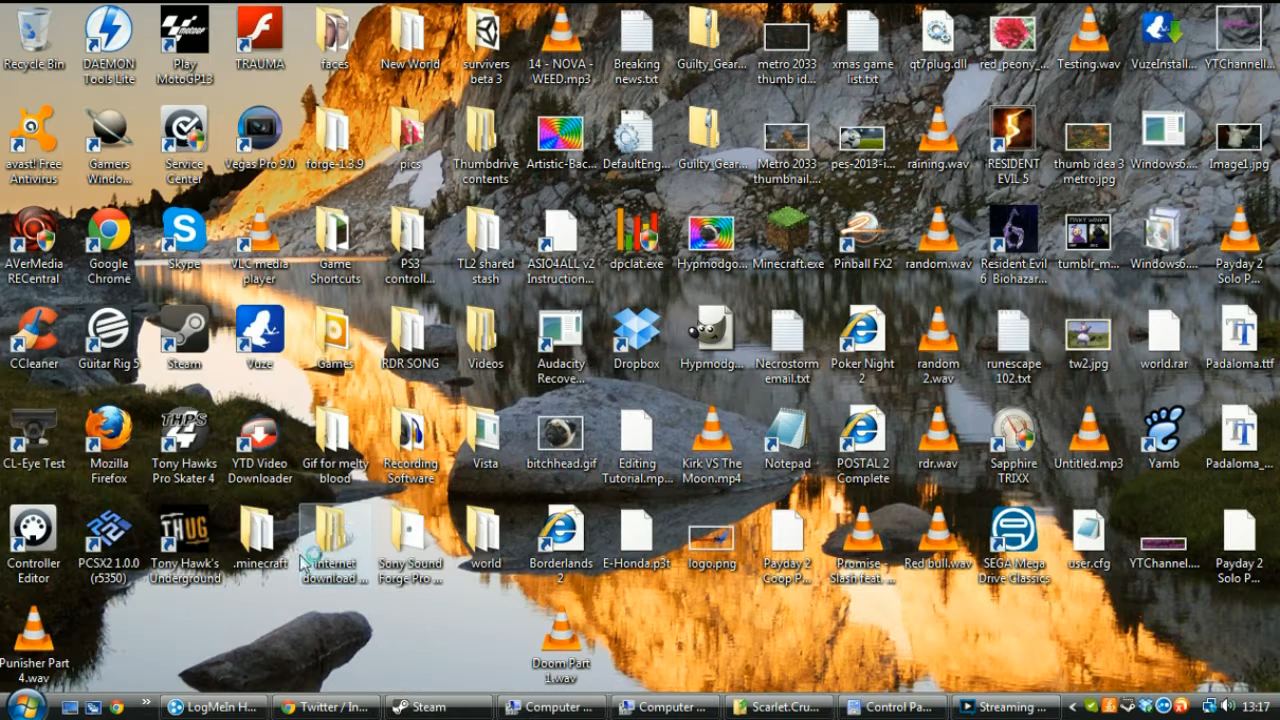 Recycle Bin
DAEMON
Tools Lite
Play
MotoGP13
TRAUMA
faces
New World
survivers
beta 3
14 - NOVA
- WEED.mp3
Breaking
news.txt
Guilty_Gear...
metro 2033
thumb id...
xmas game
list.txt
qt7plug.dll
red_peony_...
Testing.wav
VuzeInstall...
YTChannell...
avast! Free
Antivirus
Gamers
Windo...
Service
Center
Vegas Pro 9.0
forge-1.3.9
pics
Thumbdrive
contents
Artistic-Bac...
DefaultEng...
Guilty_Gear...
Metro 2033
thumbnail....
pes-2013-i...
raining.wav
RESIDENT
EVIL 5
thumb idea 3
metro.jpg
Windows6....
Image1.jpg
AVerMedia
RECentral
Google
Chrome
Skype
VLC media
player
Game
Shortcuts
PS3
controll...
TL2 shared
stash
ASIO4ALL v2
Instruction...
dpclat.exe
Hypmodgo...
Minecraft.exe
Pinball FX2
random.wav
Resident Evil
6 Biohazar...
tumblr_m...
Windows6....
Payday 2
Solo P...
CCleaner
Guitar Rig 5
Steam
Vuze
Games
RDR SONG
Videos
Audacity
Recove...
Dropbox
Hypmodg...
Necrostorm
email.txt
Poker Night
2
random
2.wav
runescape
102.txt
tw2.jpg
world.rar
Padaloma.ttf
CL-Eye Test
Mozilla
Firefox
THPS
4
Tony Hawks
Pro Skater 4
YTD Video
Downloader
Gif for melty
blood
Recording
Software
Vista
bitchhead.gif
Editing
Tutorial.mp...
Kirk VS The
Moon.mp4
Notepad
POSTAL 2
Complete
rdr.wav
Sapphire
TRIXX
Untitled.mp3
Yamb
Padaloma_...
Controller
Editor
PCSX2 1.0.0
(r5350)
THUG
Tony Hawk's
Underground
.minecraft
internet
download ...
Sony Sound
Forge Pro ...
world
Borderlands
2
E-Honda.p3t
logo.png
Payday 2
Coop P...
Promise
Slash feat. ...
Red bull.wav
SEGA Mega
Drive Classics
user.cfg
YTChannel....
Payday 2
Solo P...
Punisher Part
4.wav
Doom Part
1.wav
LogMeIn H...
Twitter / In...
Steam
Computer ...
Computer ...
Scarlet.Cru...
Control Pa...
Streaming ...
13:17